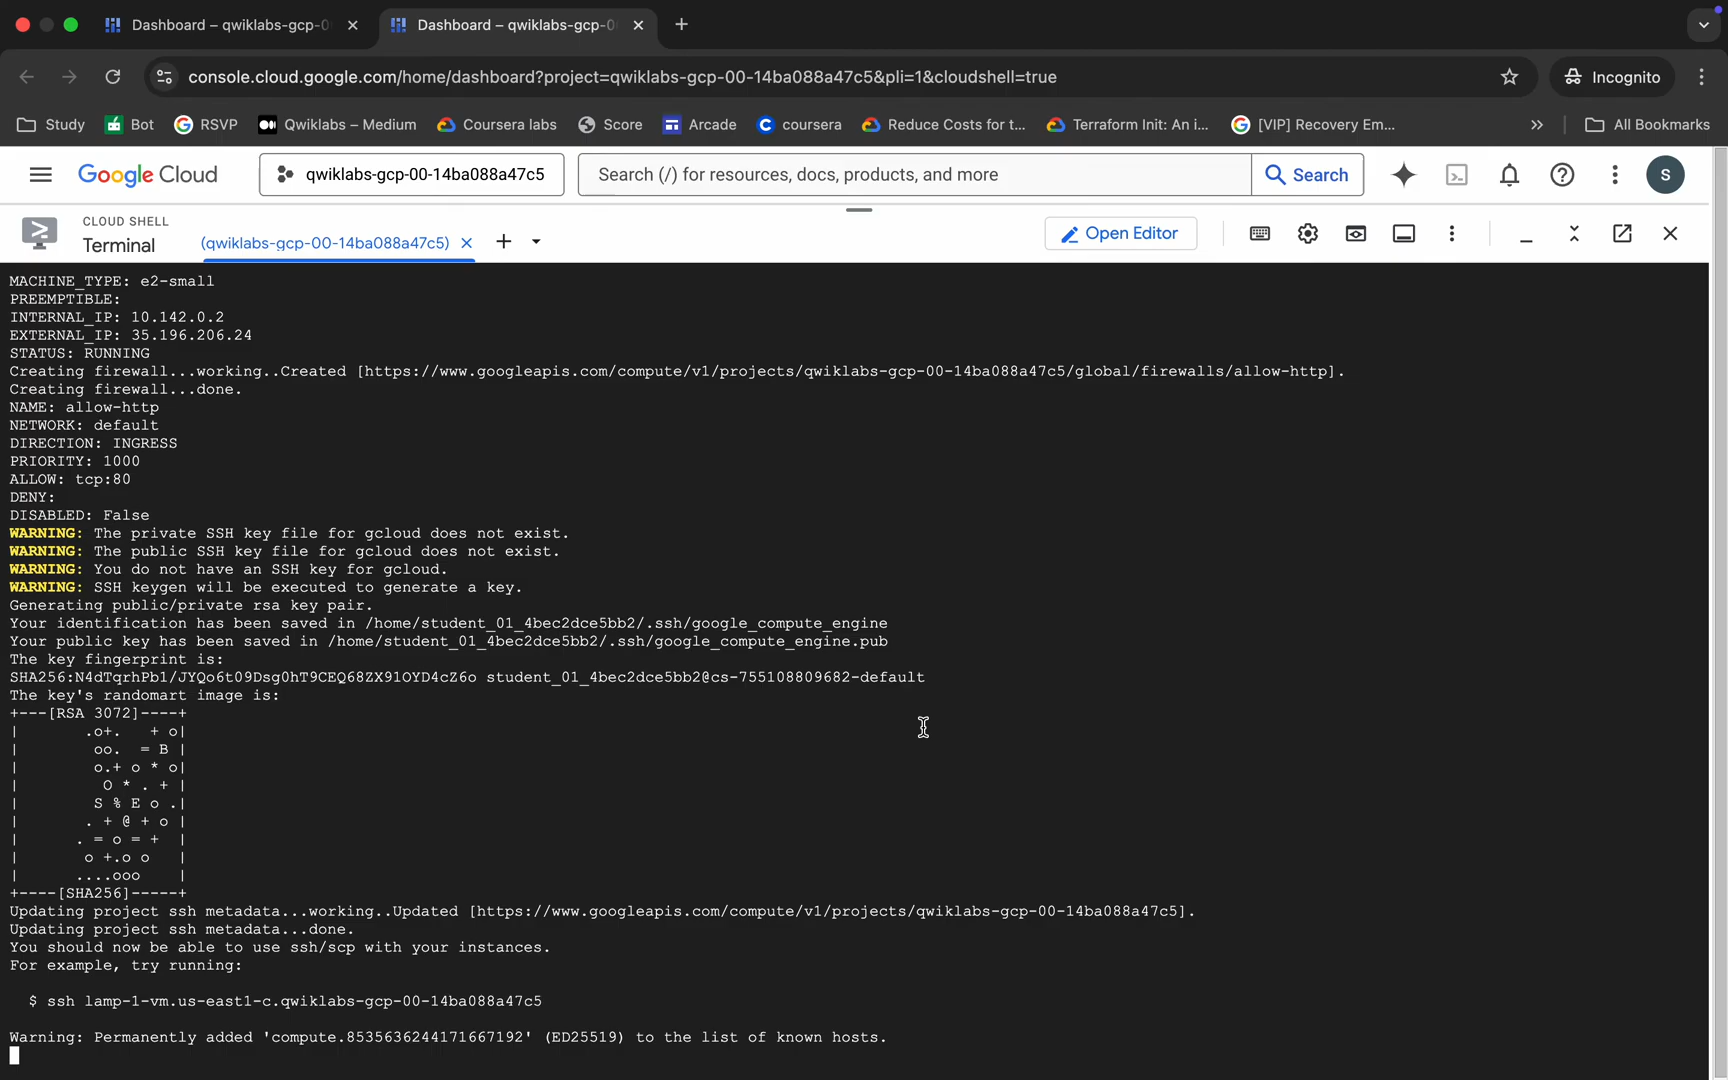 Dashboard – qwiklabs-gcp-0
Dashboard – qwiklabs-gcp-0
console.cloud.google.com/home/dashboard?project=qwiklabs-gcp-00-14ba088a47c5&pli=1&cloudshell=true
Incognito
Study
Bot
RSVP
Qwiklabs – Medium
Coursera labs
Score
Arcade
coursera
Reduce Costs for t...
Terraform Init: An i...
[VIP] Recovery Em...
All Bookmarks
Google Cloud
qwiklabs-gcp-00-14ba088a47c5
Search (/) for resources, docs, products, and more
Search
S
CLOUD SHELL
Terminal
(qwiklabs-gcp-00-14ba088a47c5)
Open Editor
MACHINE_TYPE: e2-small
PREEMPTIBLE:
INTERNAL_IP: 10.142.0.2
EXTERNAL_IP: 35.196.206.24
STATUS: RUNNING
Creating firewall...working..Created [https://www.googleapis.com/compute/v1/projects/qwiklabs-gcp-00-14ba088a47c5/global/firewalls/allow-http].
Creating firewall...done.
NAME: allow-http
NETWORK: default
DIRECTION: INGRESS
PRIORITY: 1000
ALLOW: tcp:80
DENY:
DISABLED: False
WARNING: The private SSH key file for gcloud does not exist.
WARNING: The public SSH key file for gcloud does not exist.
WARNING: You do not have an SSH key for gcloud.
WARNING: SSH keygen will be executed to generate a key.
Generating public/private rsa key pair.
Your identification has been saved in /home/student_01_4bec2dce5bb2/.ssh/google_compute_engine
Your public key has been saved in /home/student_01_4bec2dce5bb2/.ssh/google_compute_engine.pub
The key fingerprint is:
SHA256:N4dTqrhPb1/JYQo6t09Dsg0hT9CEQ68ZX91OYD4cZ6o student_01_4bec2dce5bb2@cs-755108809682-default
The key's randomart image is:
+---[RSA 3072]----+
|       .o+.   + o|
|        oo.  = B |
|        o.+ o * o|
|         O * . + |
|        S % E o .|
|       . + @ + o |
|      . = o = +  |
|       o +.o o   |
|      ....ooo    |
+----[SHA256]-----+
Updating project ssh metadata...working..Updated [https://www.googleapis.com/compute/v1/projects/qwiklabs-gcp-00-14ba088a47c5].
Updating project ssh metadata...done.
You should now be able to use ssh/scp with your instances.
For example, try running:
$ ssh lamp-1-vm.us-east1-c.qwiklabs-gcp-00-14ba088a47c5
Warning: Permanently added 'compute.8535636244171667192' (ED25519) to the list of known hosts.